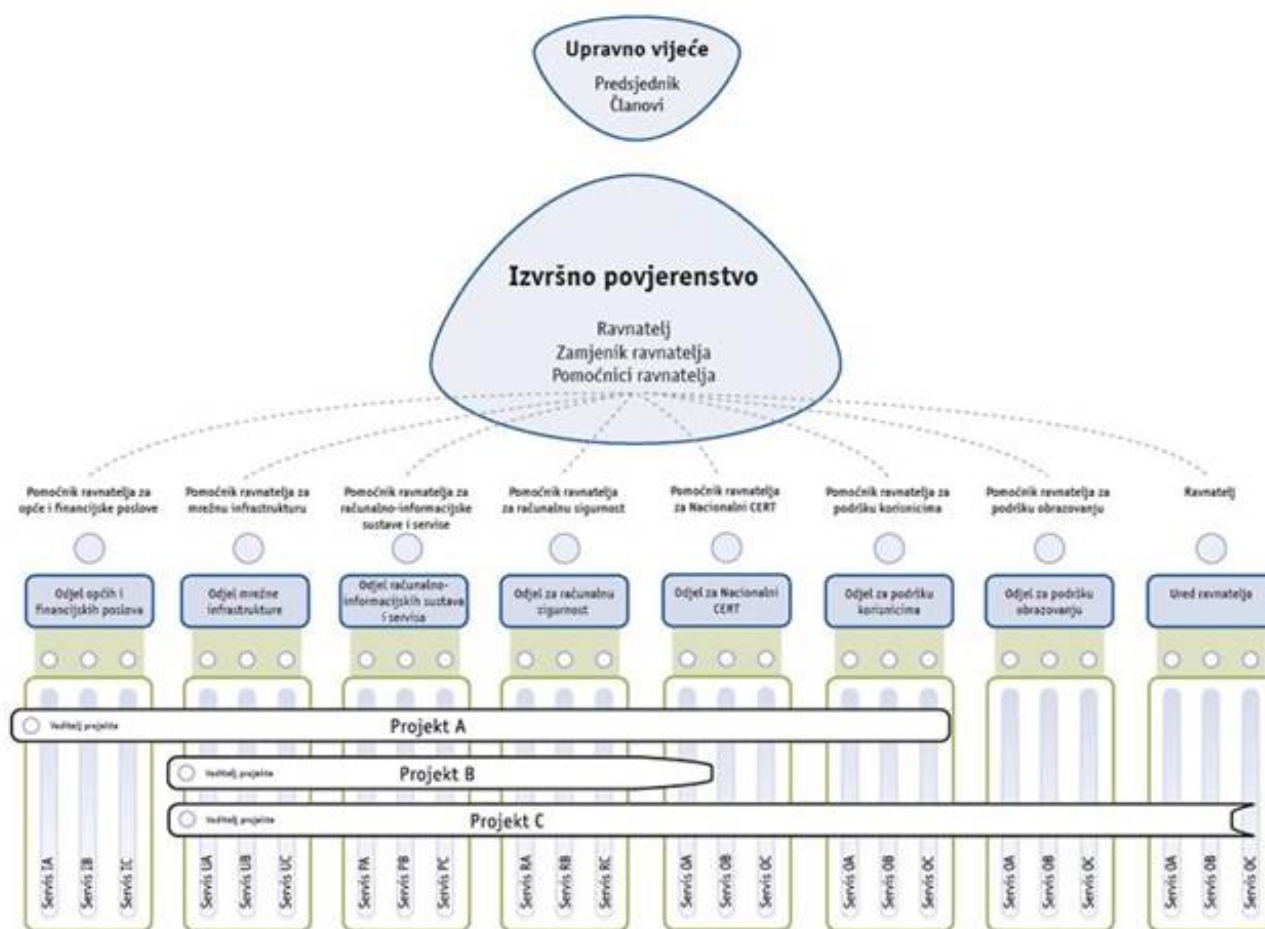 Upravno vijeće
Predsjednik
Članovi
Izvršno povjerenstvo
Ravnatelj
Zamjenik ravnatelja
Pomoćnici ravnatelja
Pomoćnik ravnatelja za
opće i financijske poslove
Pomoćnik ravnatelja za
mrežnu infrastrukturu
Pomoćnik ravnatelja za
računalno-informacijske
sustave i servise
Pomoćnik ravnatelja
za računalnu sigurnost
Pomoćnik ravnatelja
za Nacionalni CERT
Pomoćnik ravnatelja za
podršku korisnicima
Pomoćnik ravnatelja za
podršku obrazovanju
Ravnatelj
Odjel općih i
financijskih poslova
Odjel mrežne
infrastrukture
Odjel računalno-
informacijskih sustava
i servisa
Odjel za računalnu
sigurnost
Odjel za Nacionalni
CERT
Odjel za podršku
korisnicima
Odjel za podršku
obrazovanju
Ured ravnatelja
Voditelj projekta
Projekt A
Voditelj projekta
Projekt B
Voditelj projekta
Projekt C
Servis IA
Servis IB
Servis IC
Servis UA
Servis UB
Servis UC
Servis PA
Servis PB
Servis PC
Servis RA
Servis RB
Servis RC
Servis OA
Servis OB
Servis OC
Servis OA
Servis OB
Servis OC
Servis OA
Servis OB
Servis OC
Servis OA
Servis OB
Servis OC